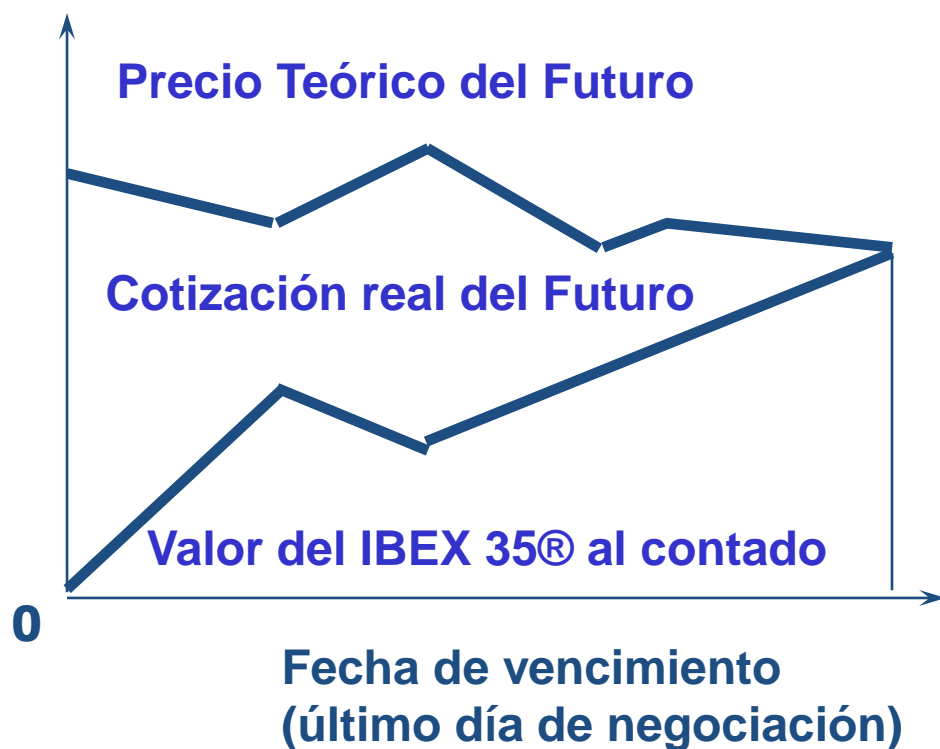 Precio Teórico del Futuro
Cotización real del Futuro
Valor del IBEX 35® al contado
0
Fecha de vencimiento
(último día de negociación)